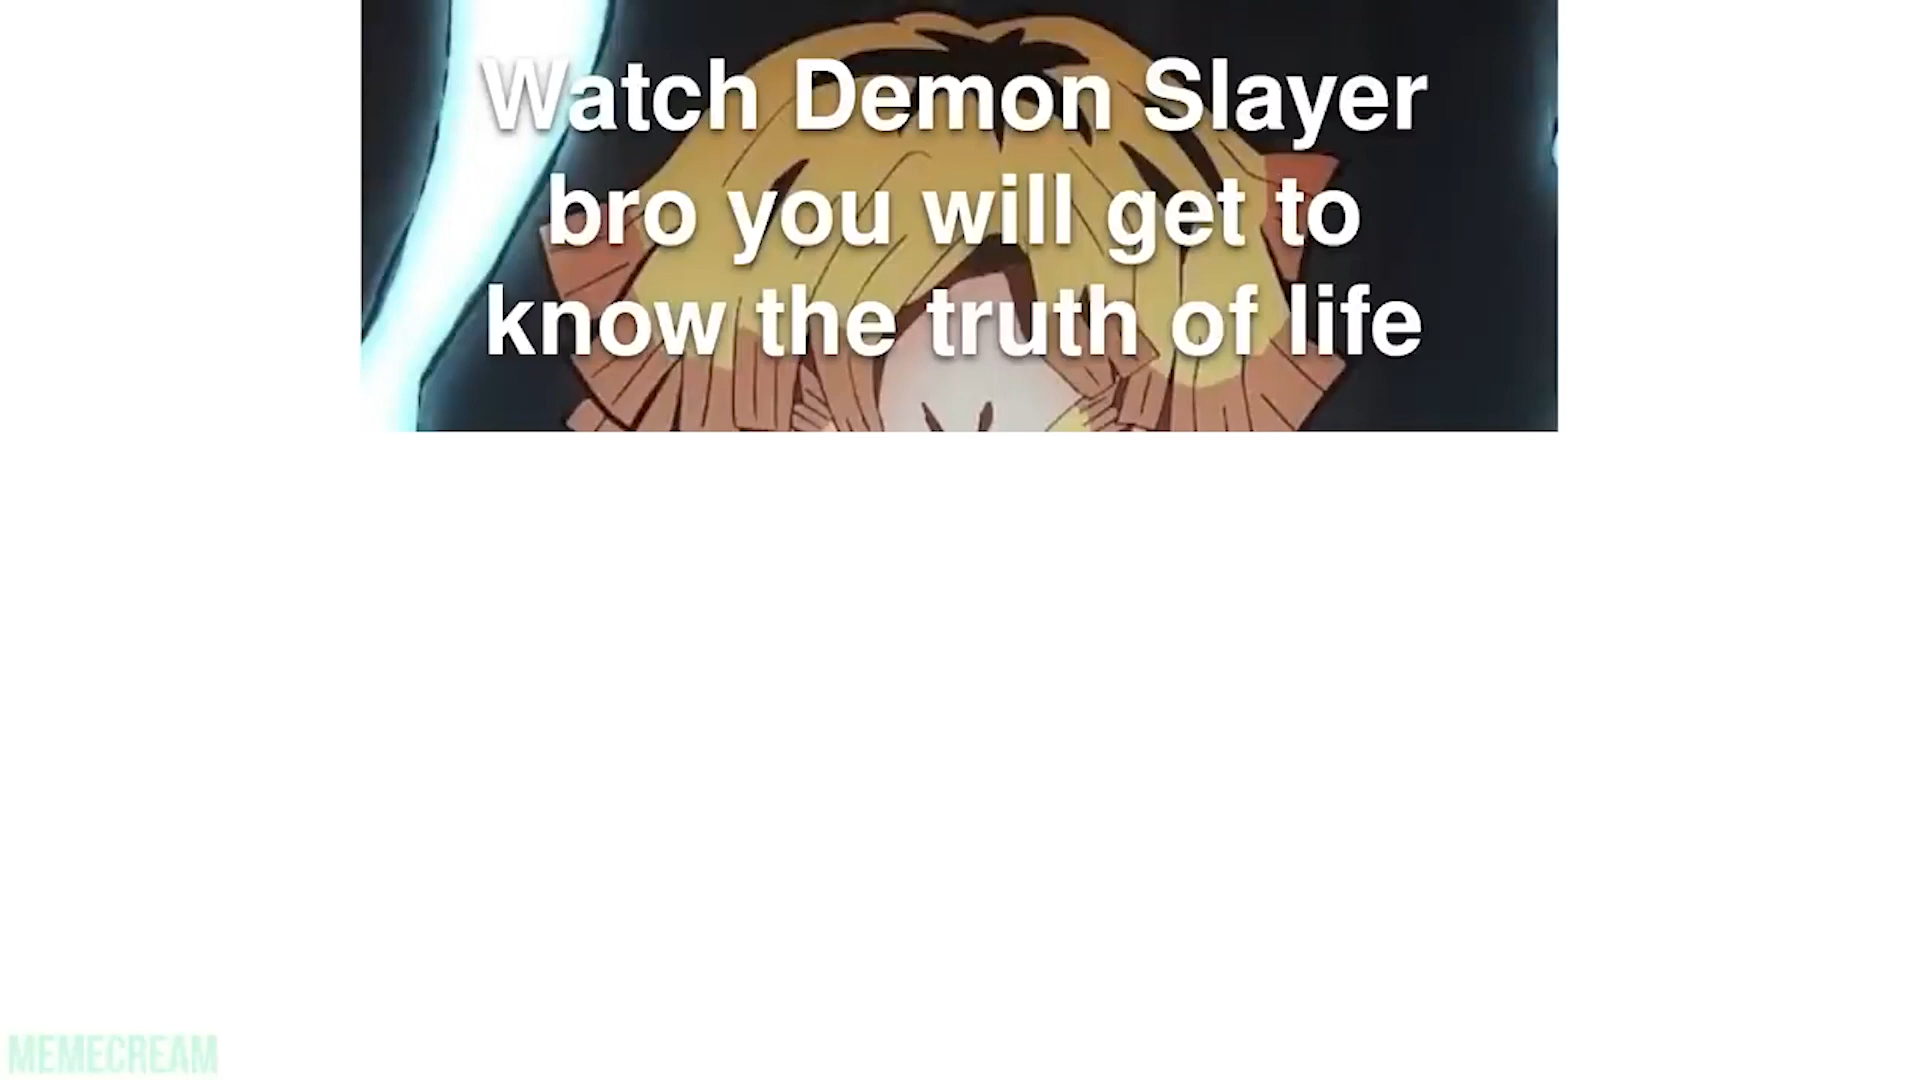 Watch Demon Slayer
bro you will get to
know the truth of life
MEMECREAM